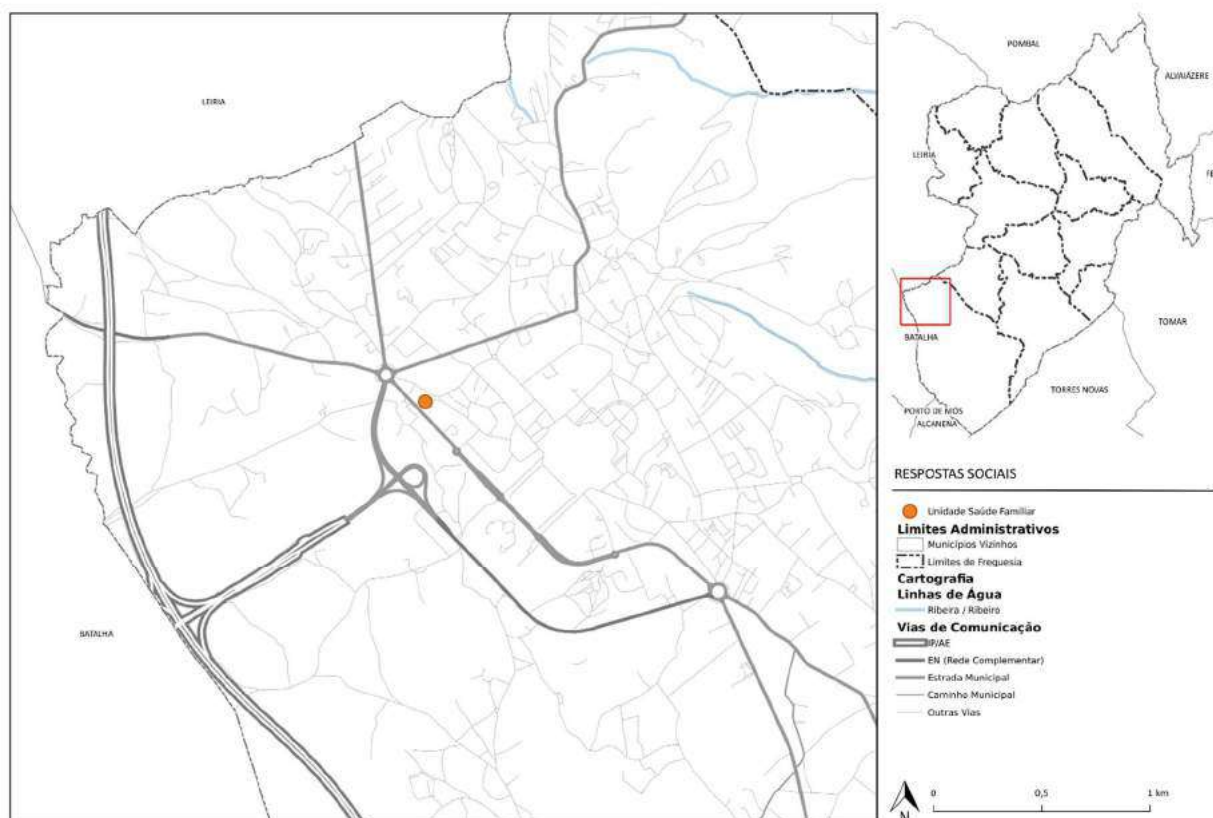 LEIRIA
BATALHA
POMBAL
ALVAIÁZERE
LEIRIA
FE
BATALHA
TOMAR
TORRES NOVAS
PORTO DE MÓS
ALCANENA
RESPOSTAS SOCIAIS
Unidade Saúde Familiar
Limites Administrativos
Municípios Vizinhos
Limites de Freguesia
Cartografia
Linhas de Água
Ribeira / Ribeiro
Vias de Comunicação
IP/AE
EN (Rede Complementar)
Estrada Municipal
Caminho Municipal
Outras Vias
N
0 0,5 1 km